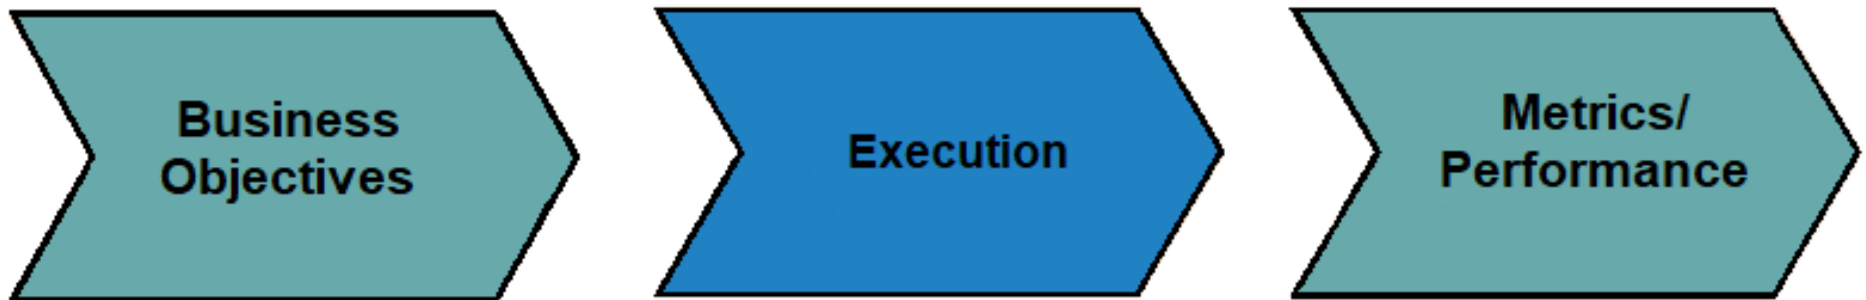 Business
Objectives
Execution
Metrics/
Performance